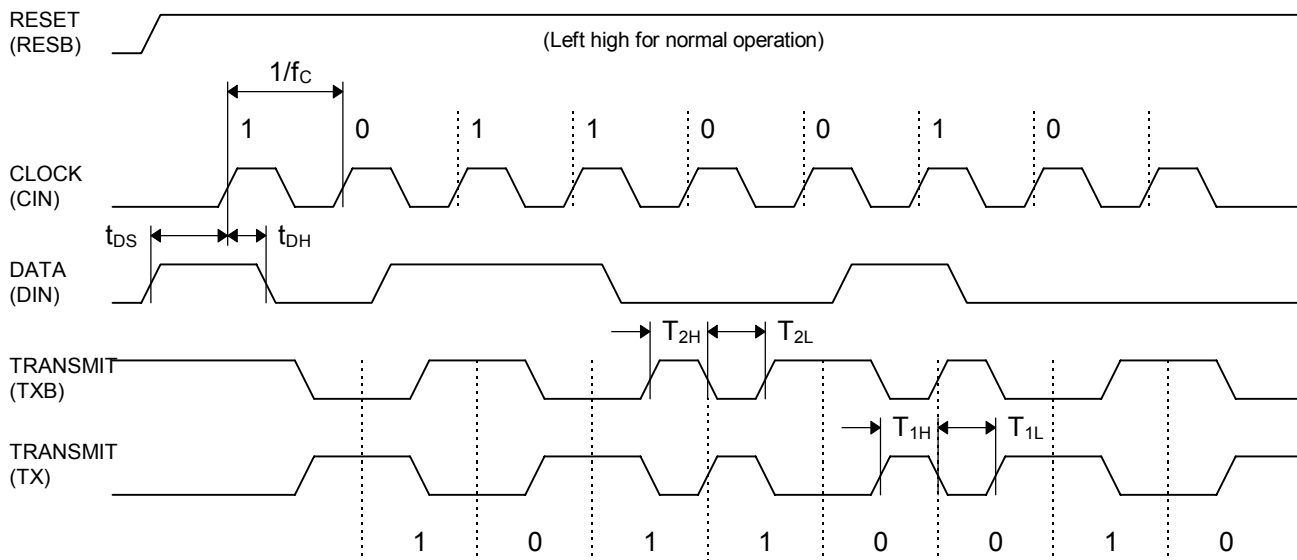 RESET
(RESB)
(Left high for normal operation)
1/fC
1 0 1 1 0 0 1 0
CLOCK
(CIN)
tDS tDH
DATA
(DIN)
T2H T2L
TRANSMIT
(TXB)
T1H T1L
TRANSMIT
(TX)
1 0 1 1 0 0 1 0